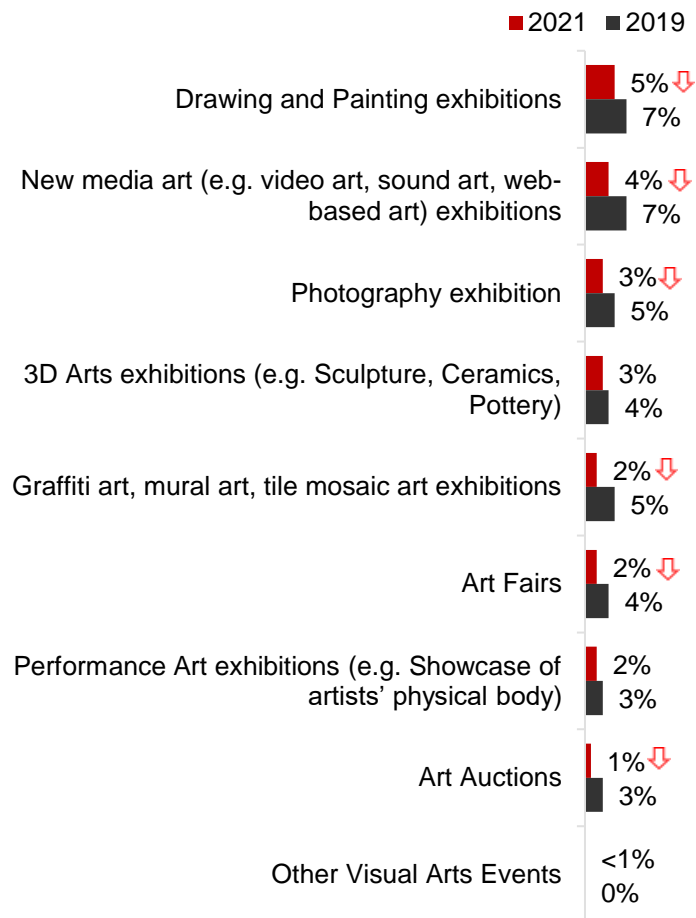 2021 2019
Drawing and Painting exhibitions
5%
7%
New media art (e.g. video art, sound art, web-
based art) exhibitions
4%
7%
Photography exhibition
3%
5%
3D Arts exhibitions (e.g. Sculpture, Ceramics,
Pottery)
3%
4%
Graffiti art, mural art, tile mosaic art exhibitions
2%
5%
Art Fairs
2%
4%
Performance Art exhibitions (e.g. Showcase of
artists’ physical body)
2%
3%
Art Auctions
1%
3%
Other Visual Arts Events
<1%
0%